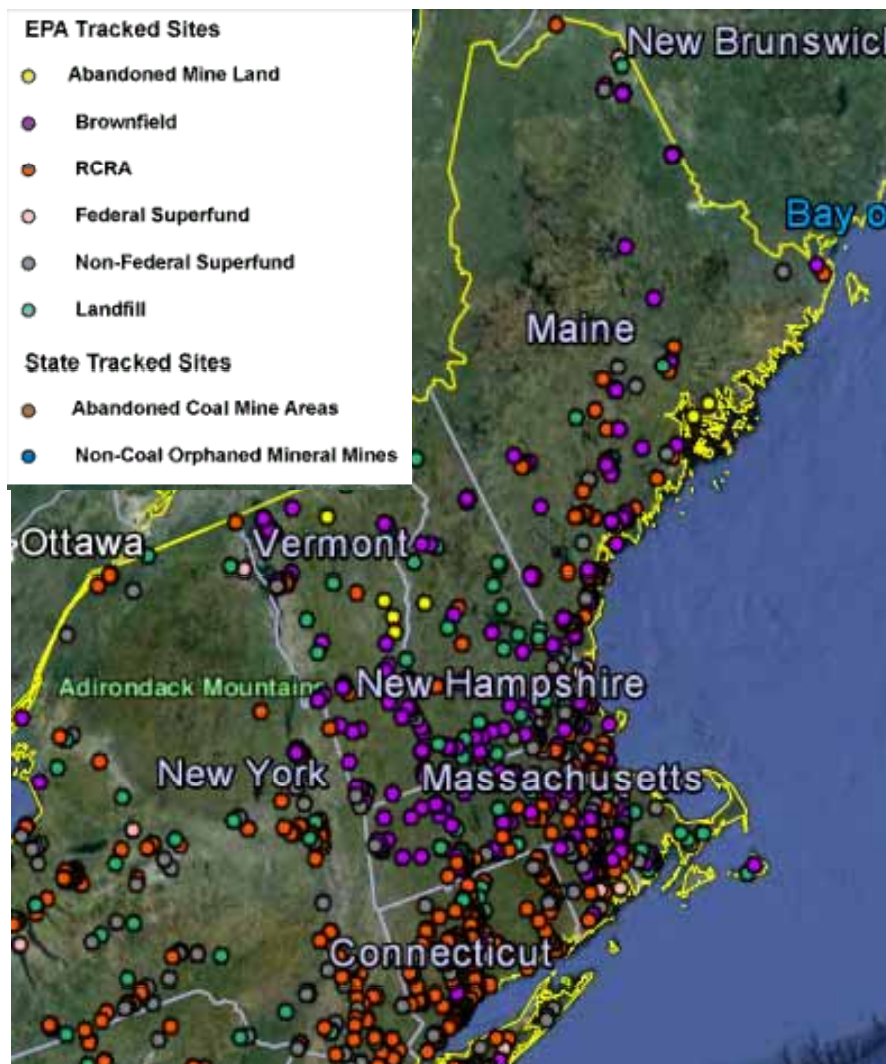 EPA Tracked Sites
Abandoned Mine Land
Brownfield
RCRA
Federal Superfund
Non-Federal Superfund
Landfill
State Tracked Sites
Abandoned Coal Mine Areas
Non-Coal Orphaned Mineral Mines
New Brunswick
Bay o
Maine
Ottawa
Vermont
Adirondack Mountains
New Hampshire
New York
Massachusetts
Connecticut